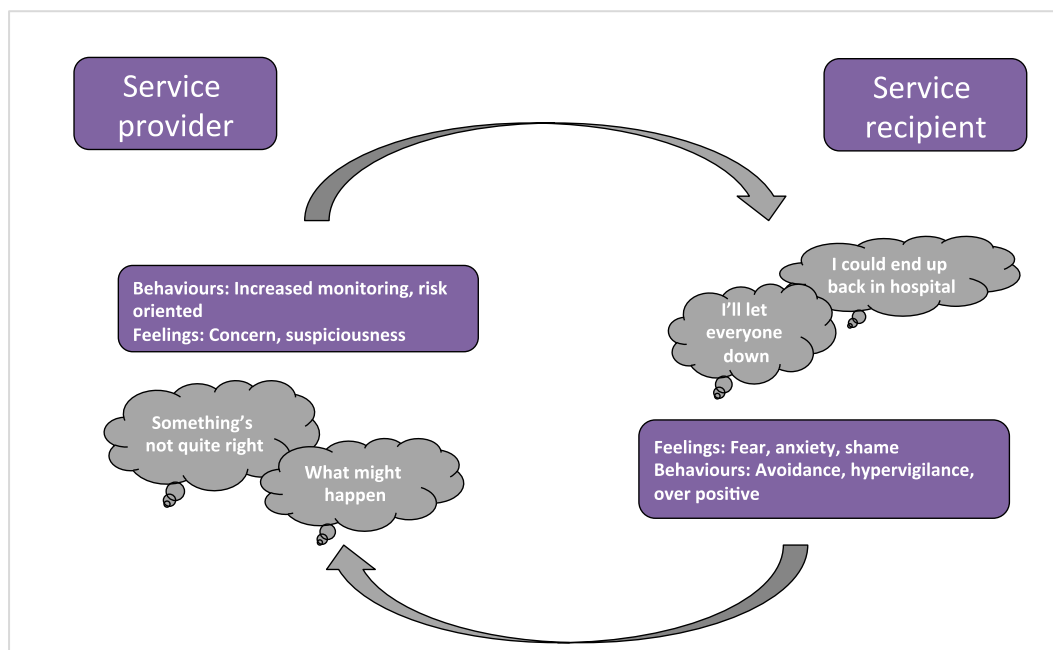 Service
provider
Service
recipient
Behaviours: Increased monitoring, risk
oriented
Feelings: Concern, suspiciousness
I could end up
back in hospital
I'll let
everyone
down
Something's
not quite right
What might
happen
Feelings: Fear, anxiety, shame
Behaviours: Avoidance, hypervigilance,
over positive